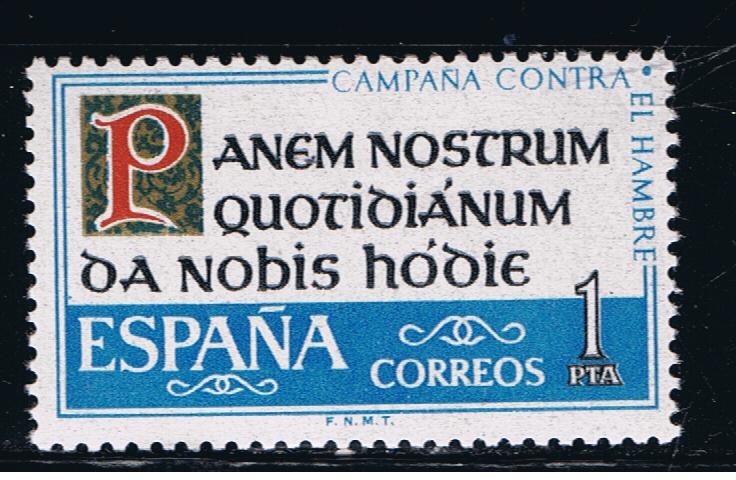 CAMPAÑA CONTRA • EL HAMBRE
PANEM NOSTRUM
QUOTIDIÁNUM
DA NOBIS HÓDIE
ESPAÑA
CORREOS
1
PTA
F.N.M.T.